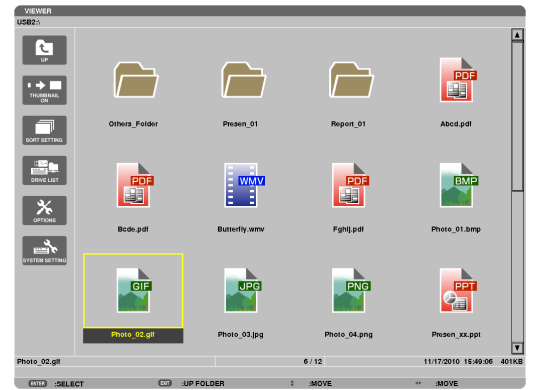 VIEWER
USB2:\
UP
THUMBNAIL
ON
SORT SETTING
DRIVE LIST
OPTIONS
SYSTEM SETTING
Others_Folder
Presen_01
Report_01
PDF
Abcd.pdf
PDF
Bcde.pdf
WMV
Butterfly.wmv
PDF
Fghij.pdf
BMP
Photo_01.bmp
GIF
Photo_02.gif
JPG
Photo_03.jpg
PNG
Photo_04.png
PPT
Presen_xx.ppt
Photo_02.gif 6 / 12 11/17/2010 15:49:06 401KB
ENTER :SELECT EXIT :UP FOLDER :MOVE :MOVE